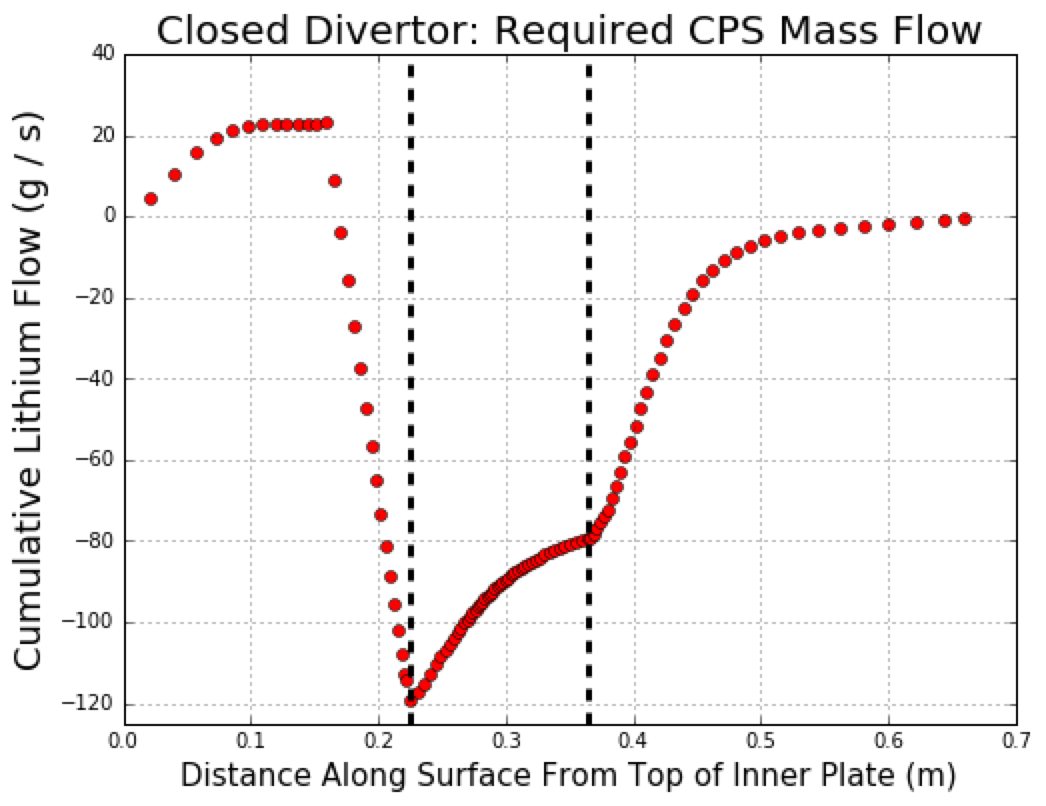 Closed Divertor: Required CPS Mass Flow
Cumulative Lithium Flow (g / s)
40
20
0
−20
−40
−60
−80
−100
−120
0.0 0.1 0.2 0.3 0.4 0.5 0.6 0.7
Distance Along Surface From Top of Inner Plate (m)